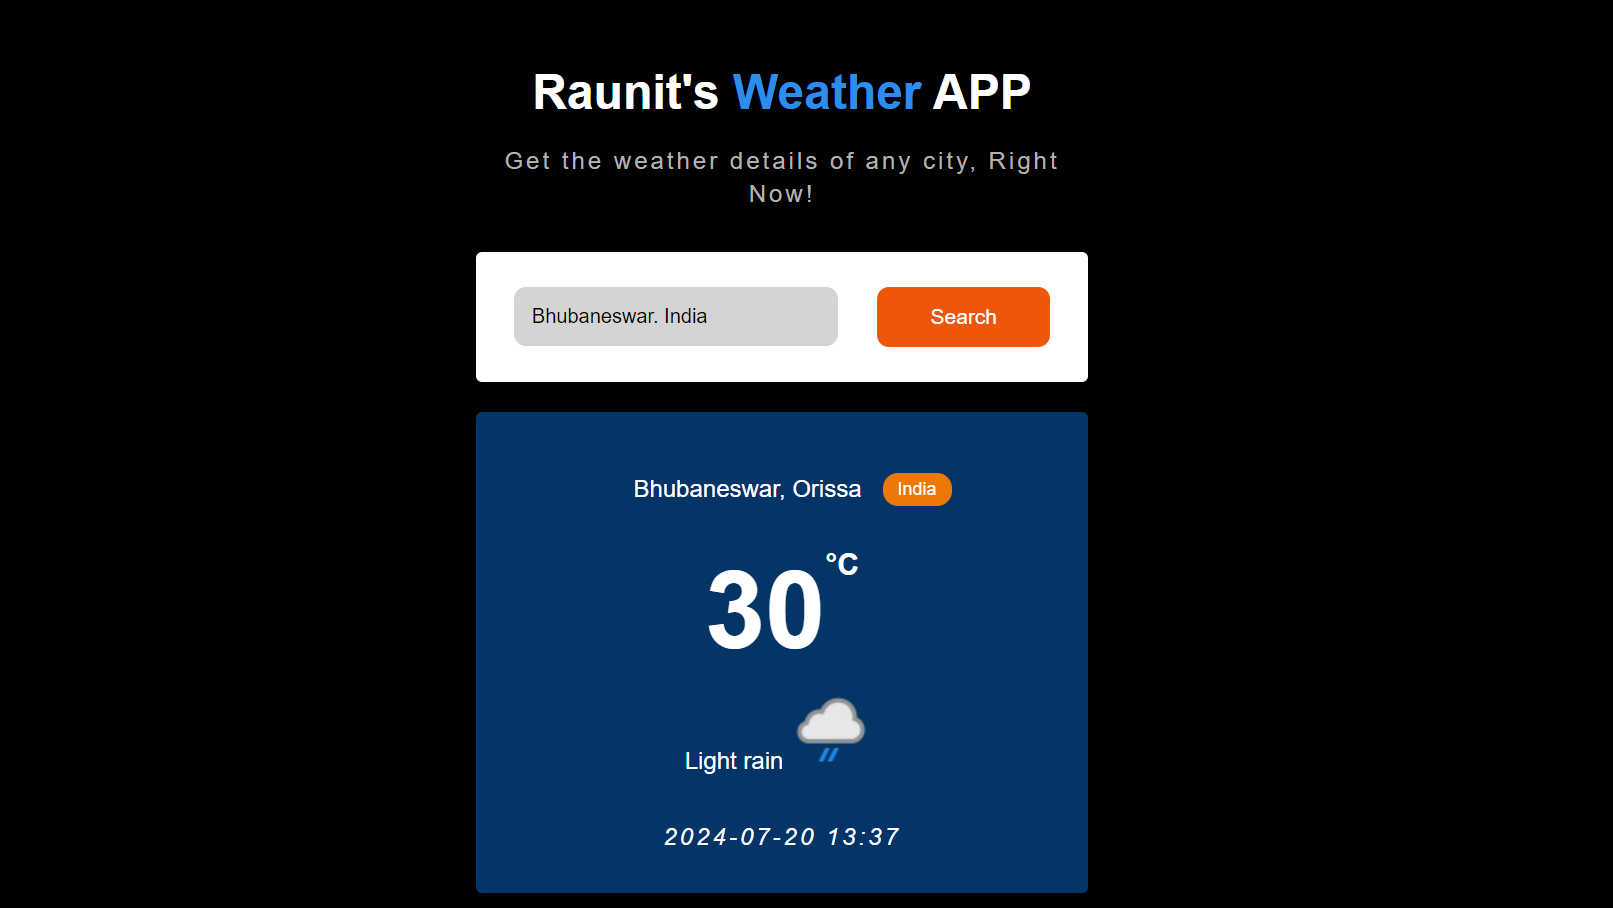 Raunit's Weather APP
Get the weather details of any city, Right
Now!
Bhubaneswar. India
Search
Bhubaneswar, Orissa India
30°C
Light rain
2024-07-20 13:37